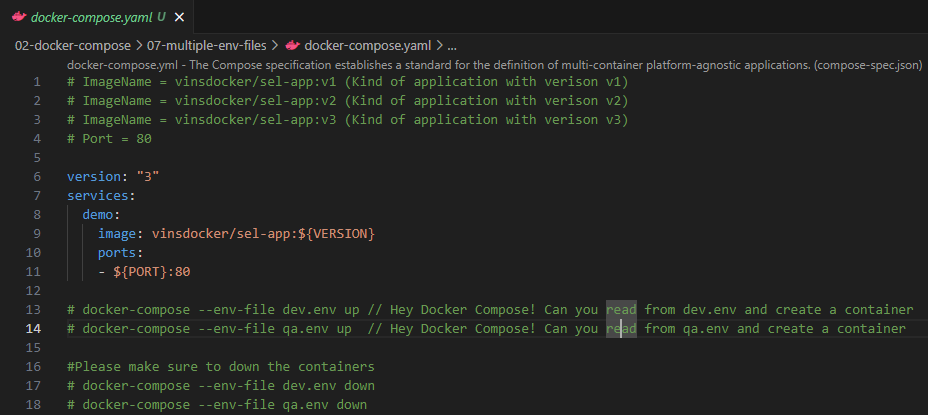 docker-compose.yaml U ×
02-docker-compose > 07-multiple-env-files > docker-compose.yaml > ...
docker-compose.yml - The Compose specification establishes a standard for the definition of multi-container platform-agnostic applications. (compose-spec.json)
1 # ImageName = vinsdocker/sel-app:v1 (Kind of application with verison v1)
2 # ImageName = vinsdocker/sel-app:v2 (Kind of application with verison v2)
3 # ImageName = vinsdocker/sel-app:v3 (Kind of application with verison v3)
4 # Port = 80
5
6 version: "3"
7 services:
8   demo:
9     image: vinsdocker/sel-app:${VERSION}
10     ports:
11     - ${PORT}:80
12
13 # docker-compose --env-file dev.env up // Hey Docker Compose! Can you read from dev.env and create a container
14 # docker-compose --env-file qa.env up  // Hey Docker Compose! Can you read from qa.env and create a container
15
16 #Please make sure to down the containers
17 # docker-compose --env-file dev.env down
18 # docker-compose --env-file qa.env down